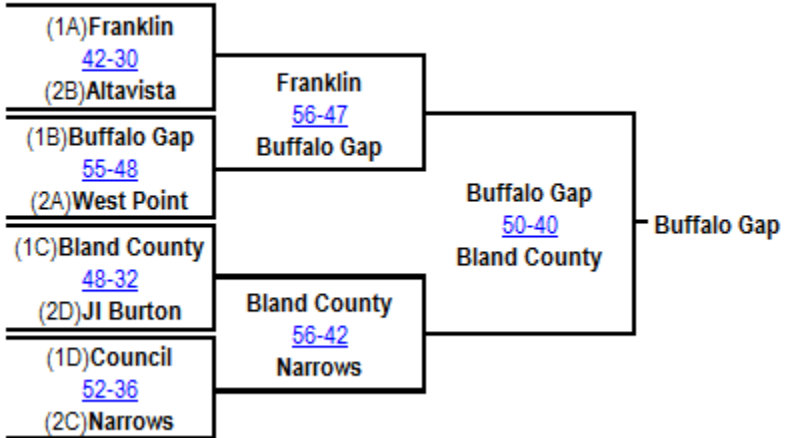 (1A)Franklin
42-30
(2B)Altavista
(1B)Buffalo Gap
55-48
(2A)West Point
(1C)Bland County
48-32
(2D)JI Burton
(1D)Council
52-36
(2C)Narrows
Franklin
56-47
Buffalo Gap
Bland County
56-42
Narrows
Buffalo Gap
50-40
Bland County
Buffalo Gap